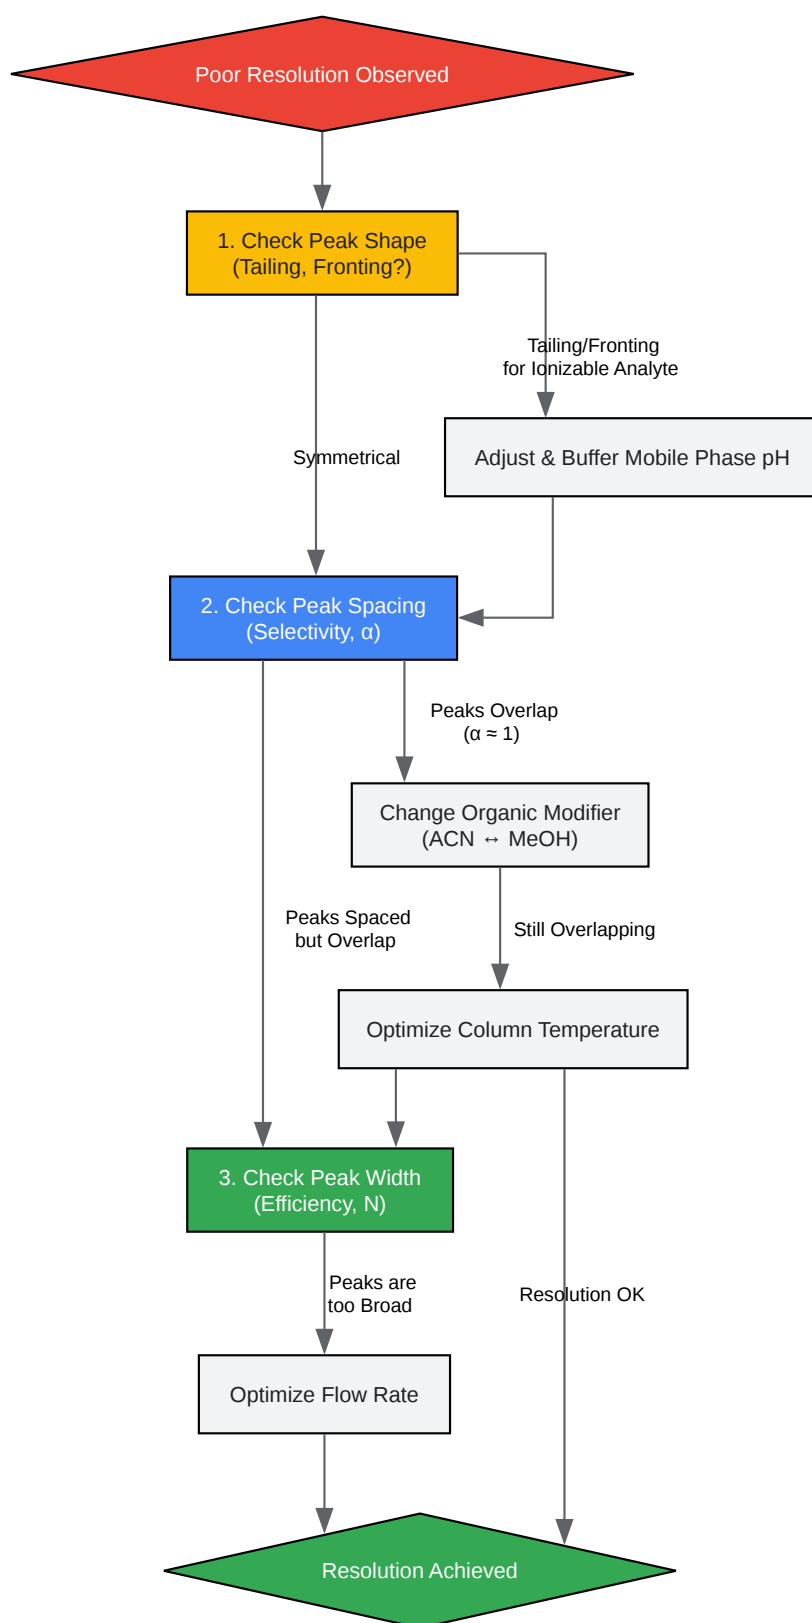 Poor Resolution Observed
1. Check Peak Shape
(Tailing, Fronting?)
Tailing/Fronting
for Ionizable Analyte
Symmetrical
Adjust & Buffer Mobile Phase pH
2. Check Peak Spacing
(Selectivity, α)
Peaks Overlap
(α ≈ 1)
Change Organic Modifier
(ACN ↔ MeOH)
Peaks Spaced
but Overlap
Still Overlapping
Optimize Column Temperature
3. Check Peak Width
(Efficiency, N)
Peaks are
too Broad
Resolution OK
Optimize Flow Rate
Resolution Achieved